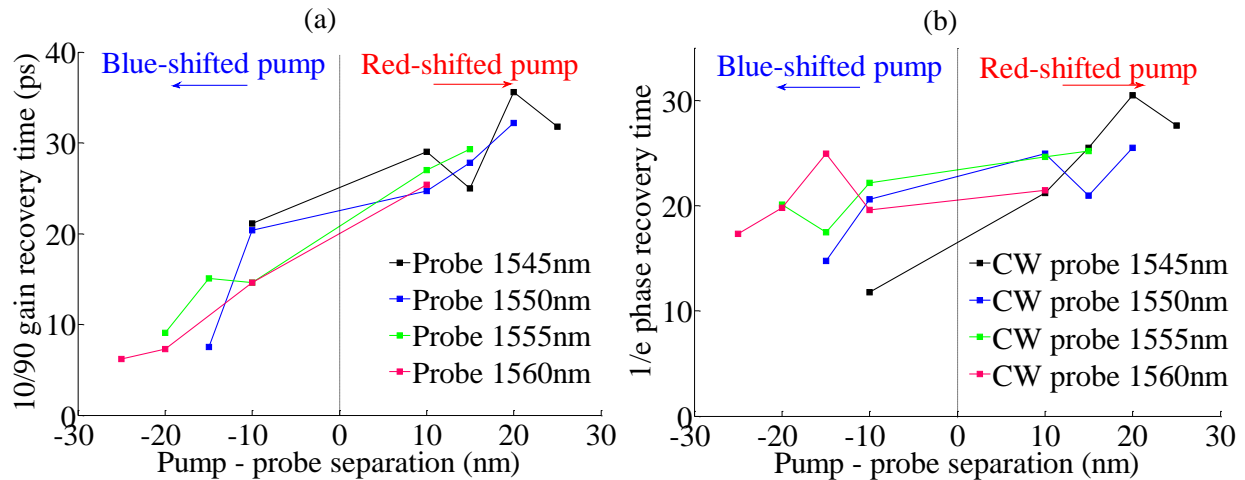 (a)
10/90 gain recovery time (ps)
40
30
20
10
0
Blue-shifted pump
Red-shifted pump
Probe 1545nm
Probe 1550nm
Probe 1555nm
Probe 1560nm
-30 -20 -10 0 10 20 30
Pump - probe separation (nm)
(b)
1/e phase recovery time
30
20
10
0
Blue-shifted pump
Red-shifted pump
CW probe 1545nm
CW probe 1550nm
CW probe 1555nm
CW probe 1560nm
-30 -20 -10 0 10 20 30
Pump - probe separation (nm)